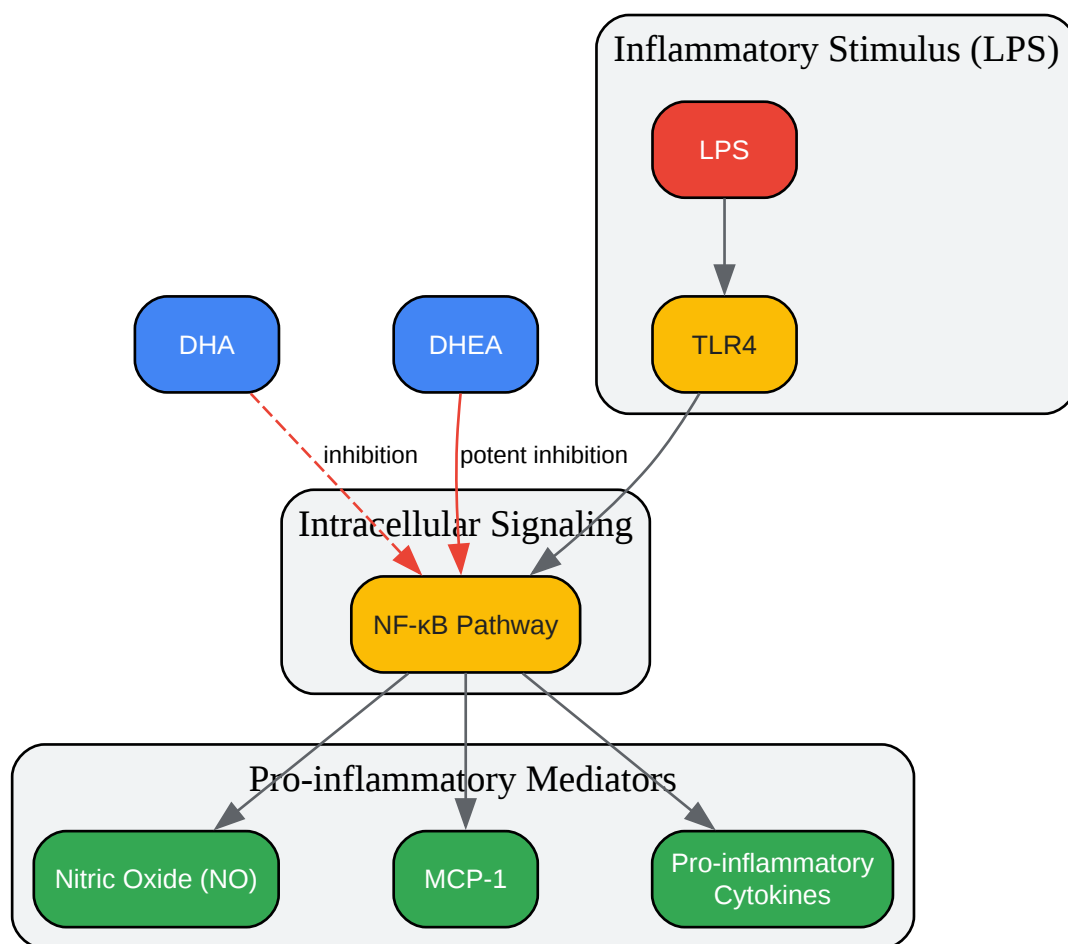 Inflammatory Stimulus (LPS)
LPS
DHA
DHEA
TLR4
inhibition
potent inhibition
Intracellular Signaling
NF-κB Pathway
Pro-inflammatory Mediators
Nitric Oxide (NO)
MCP-1
Pro-inflammatory
Cytokines